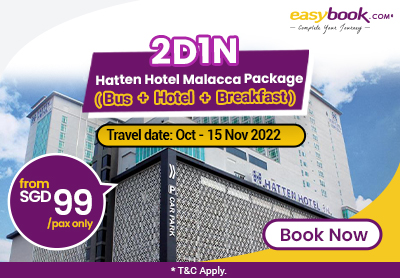 easybook.COM®
Complete Your Journey
2D1N
Hatten Hotel Malacca Package
(Bus + Hotel + Breakfast)
Travel date: Oct - 15 Nov 2022
from
SGD 99
/pax only
HATTEN HOTEL
P CAR PARK
Book Now
* T&C Apply.